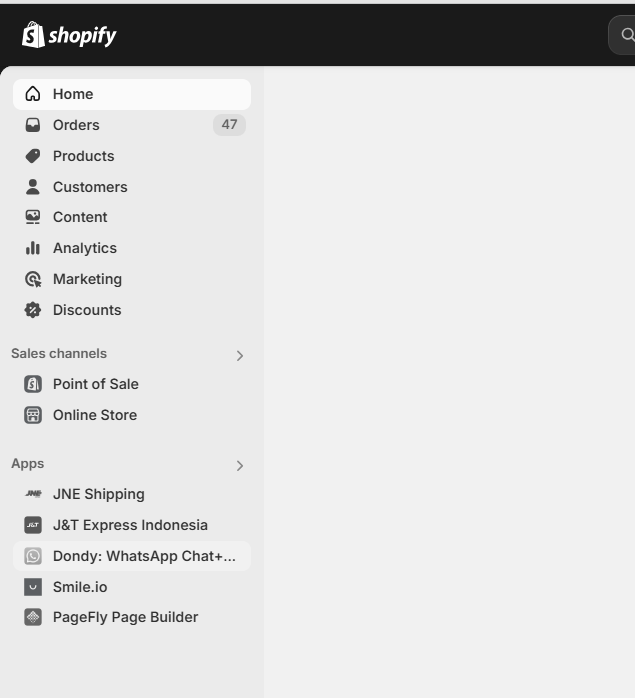 shopify
Home
Orders 47
Products
Customers
Content
Analytics
Marketing
Discounts
Sales channels
Point of Sale
Online Store
Apps
JNE Shipping
J&T Express Indonesia
Dondy: WhatsApp Chat+...
Smile.io
PageFly Page Builder